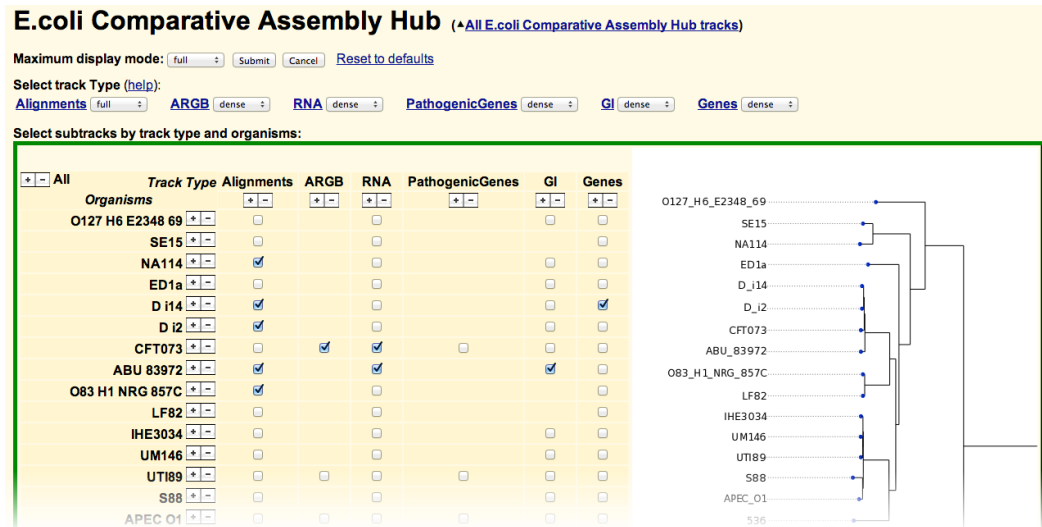 E.coli Comparative Assembly Hub (▲All E.coli Comparative Assembly Hub tracks)
Maximum display mode: full Submit Cancel Reset to defaults
Select track Type (help):
Alignments full ARGB dense RNA dense PathogenicGenes dense GI dense Genes dense
Select subtracks by track type and organisms:
+ - All Track Type Alignments ARGB RNA PathogenicGenes GI Genes
Organisms + - + - + - + - + - + -
O127 H6 E2348 69 + - O127_H6_E2348_69
SE15 + - SE15
NA114 + - NA114
ED1a + - ED1a
D i14 + - D_i14
D i2 + - D_i2
CFT073 + - CFT073
ABU 83972 + - ABU_83972
O83 H1 NRG 857C + - O83_H1_NRG_857C
LF82 + - LF82
IHE3034 + - IHE3034
UM146 + - UM146
UTI89 + - UTI89
S88 + - S88
APEC O1 + - APEC_O1
536